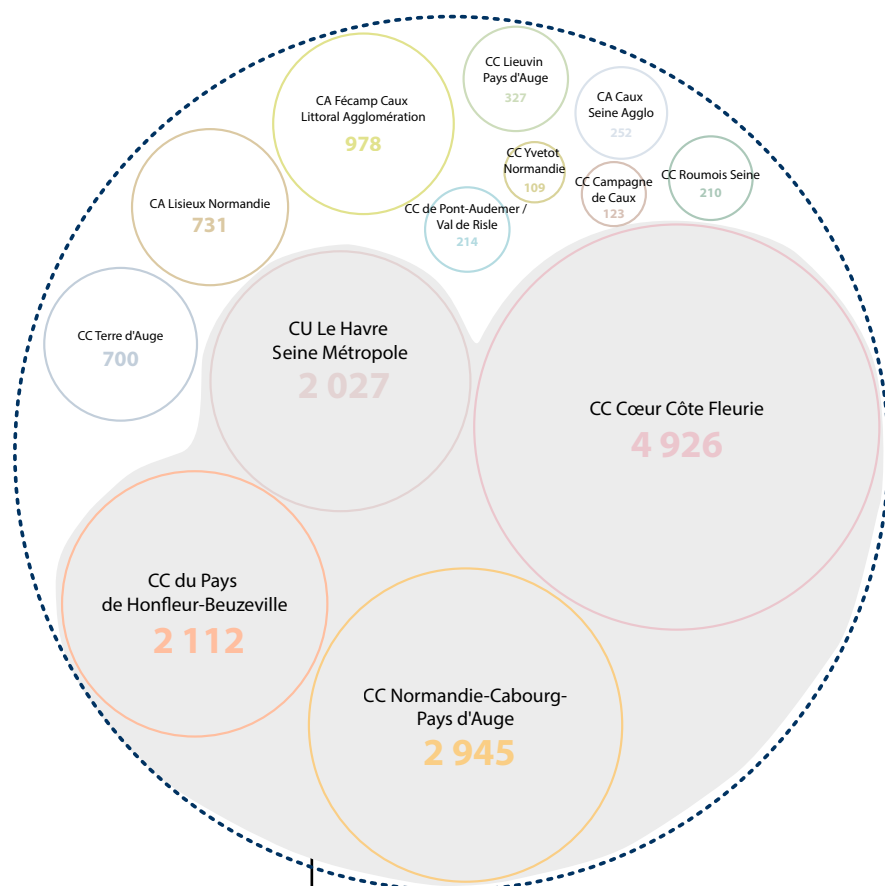 CC Lieuvin
Pays d'Auge
327
CA Caux
Seine Agglo
252
CA Fécamp Caux
Littoral Agglomération
978
CC Yvetot
Normandie
109
CC Campagne
de Caux
123
CC Roumois Seine
210
CA Lisieux Normandie
731
CC de Pont-Audemer /
Val de Risle
214
CC Terre d'Auge
700
CU Le Havre
Seine Métropole
2 027
CC Cœur Côte Fleurie
4 926
CC du Pays
de Honfleur-Beuzeville
2 112
CC Normandie-Cabourg-
Pays d'Auge
2 945